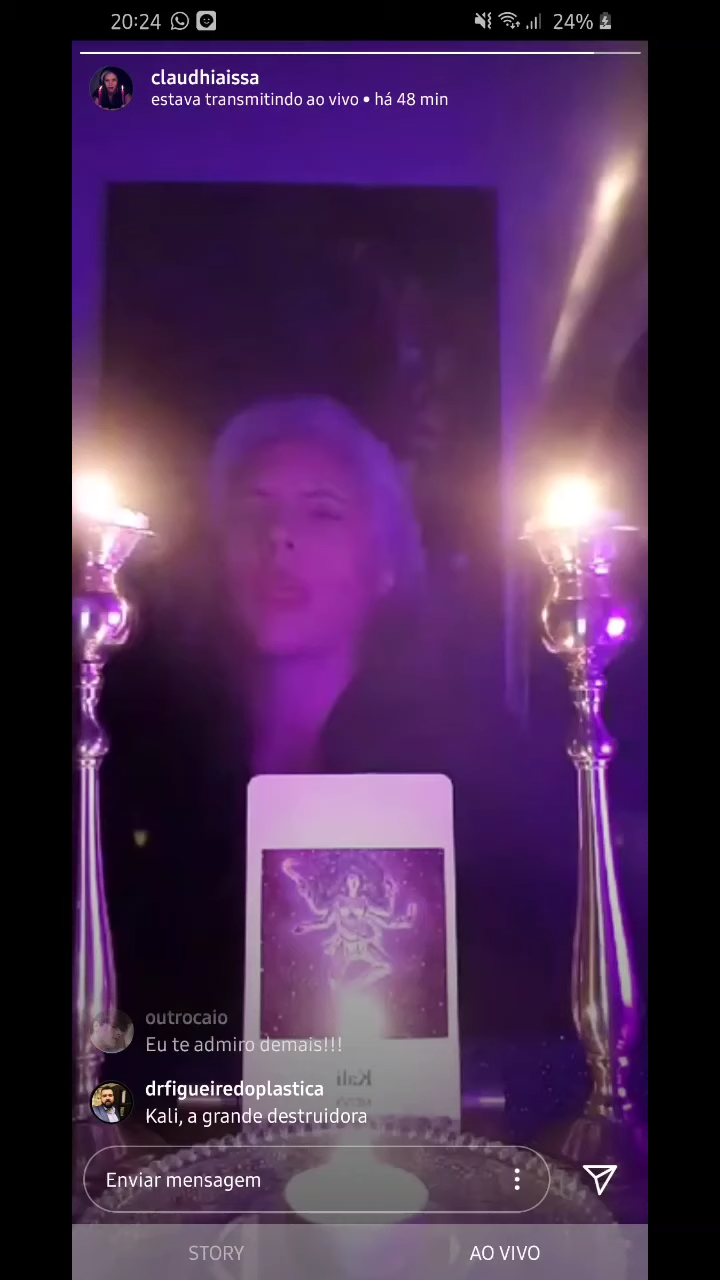 20:24
24%
claudhiaissa
estava transmitindo ao vivo • há 48 min
outrocaio
Eu te admiro demais!!!
Kali
drfigueiredoplastica
Kali, a grande destruidora
Enviar mensagem
STORY
AO VIVO